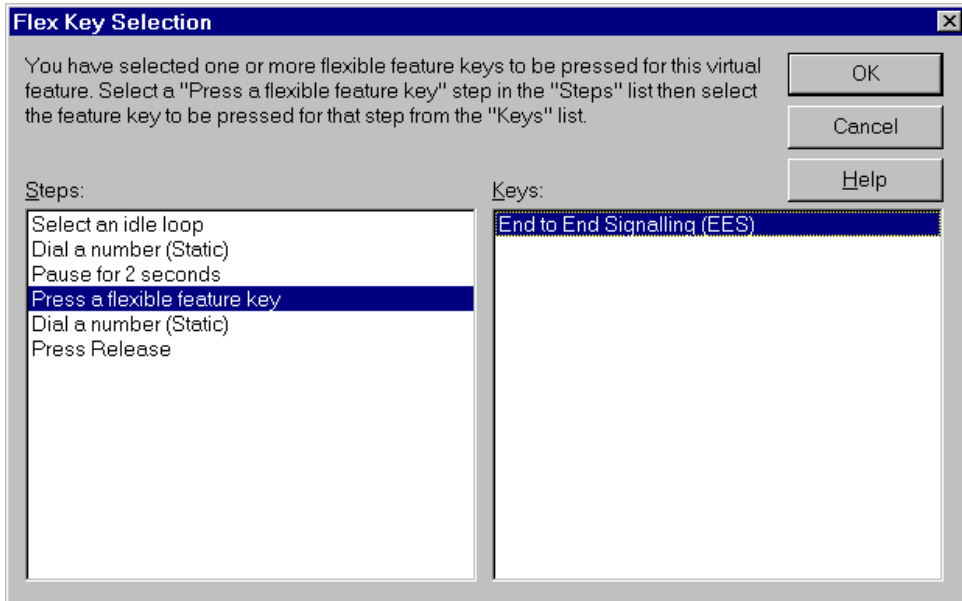 Flex Key Selection
You have selected one or more flexible feature keys to be pressed for this virtual
feature. Select a "Press a flexible feature key" step in the "Steps" list then select
the feature key to be pressed for that step from the "Keys" list.
OK
Cancel
Help
Steps:
Select an idle loop
Dial a number (Static)
Pause for 2 seconds
Press a flexible feature key
Dial a number (Static)
Press Release
Keys:
End to End Signalling (EES)